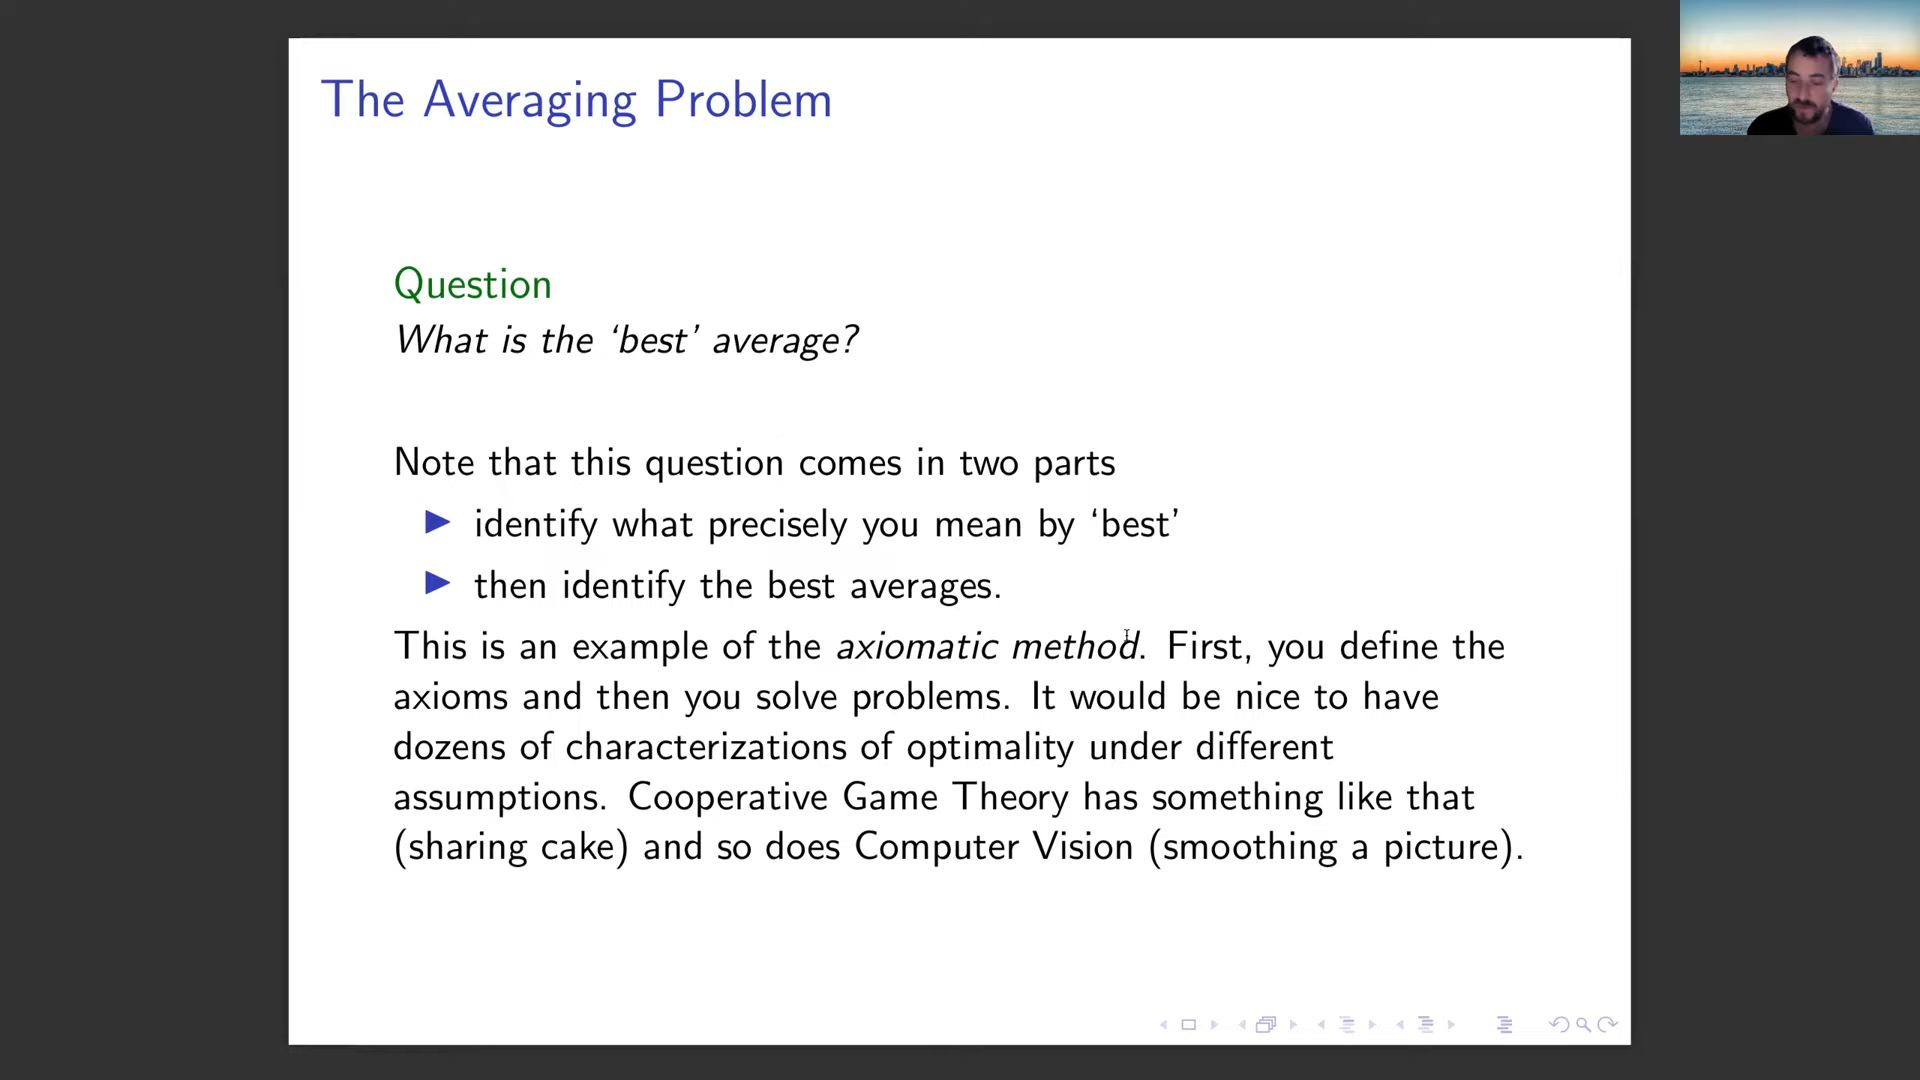 The Averaging Problem
Question
What is the ‘best’ average?
Note that this question comes in two parts
identify what precisely you mean by ‘best’
then identify the best averages.
This is an example of the axiomatic method. First, you define the
axioms and then you solve problems. It would be nice to have
dozens of characterizations of optimality under different
assumptions. Cooperative Game Theory has something like that
(sharing cake) and so does Computer Vision (smoothing a picture).